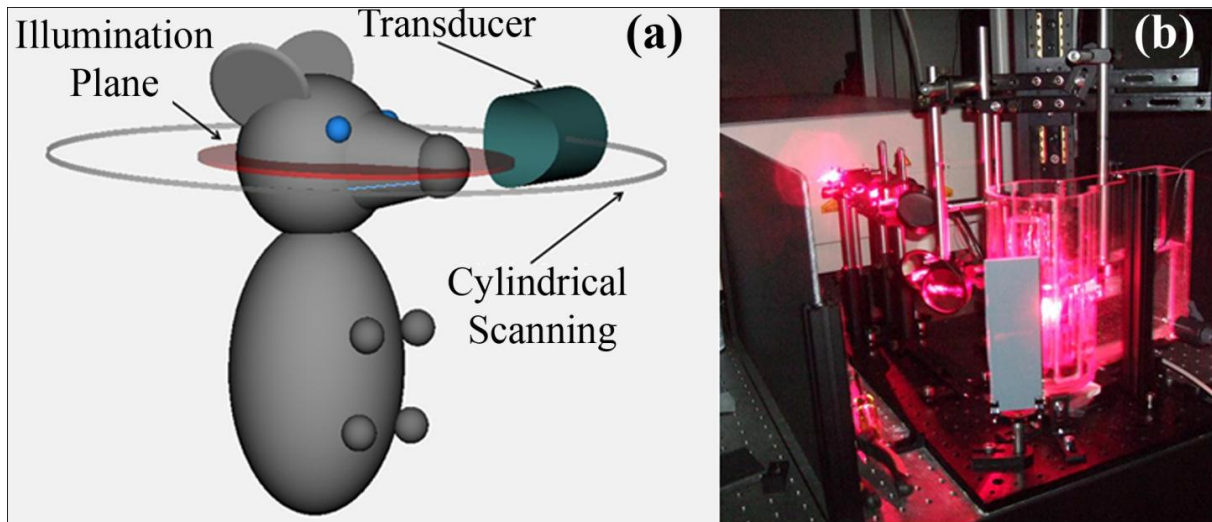 Illumination
Plane
Transducer
(a)
Cylindrical
Scanning
(b)